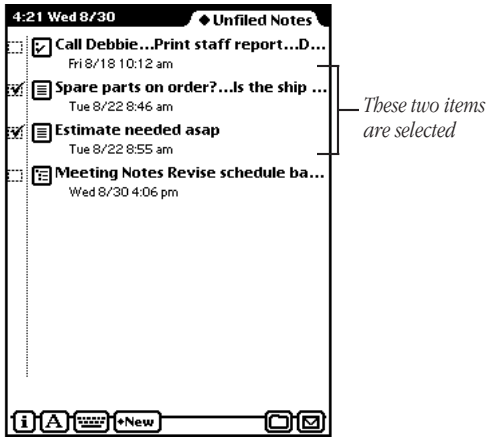 4:21 Wed 8/30
◆Unfiled Notes
Call Debbie...Print staff report...D...
Fri 8/18 10:12 am
Spare parts on order?...Is the ship ...
Tue 8/22 8:46 am
Estimate needed asap
Tue 8/22 8:55 am
Meeting Notes Revise schedule ba...
Wed 8/30 4:06 pm
These two items
are selected
i A ◆New